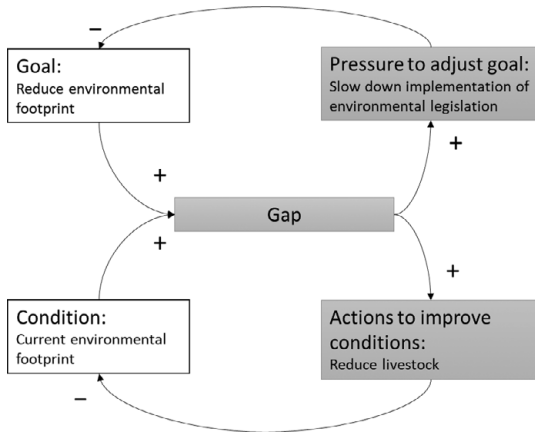 −
Goal:
Reduce environmental
footprint
Pressure to adjust goal:
Slow down implementation of
environmental legislation
+
+
Gap
+
+
Condition:
Current environmental
footprint
Actions to improve
conditions:
Reduce livestock
−